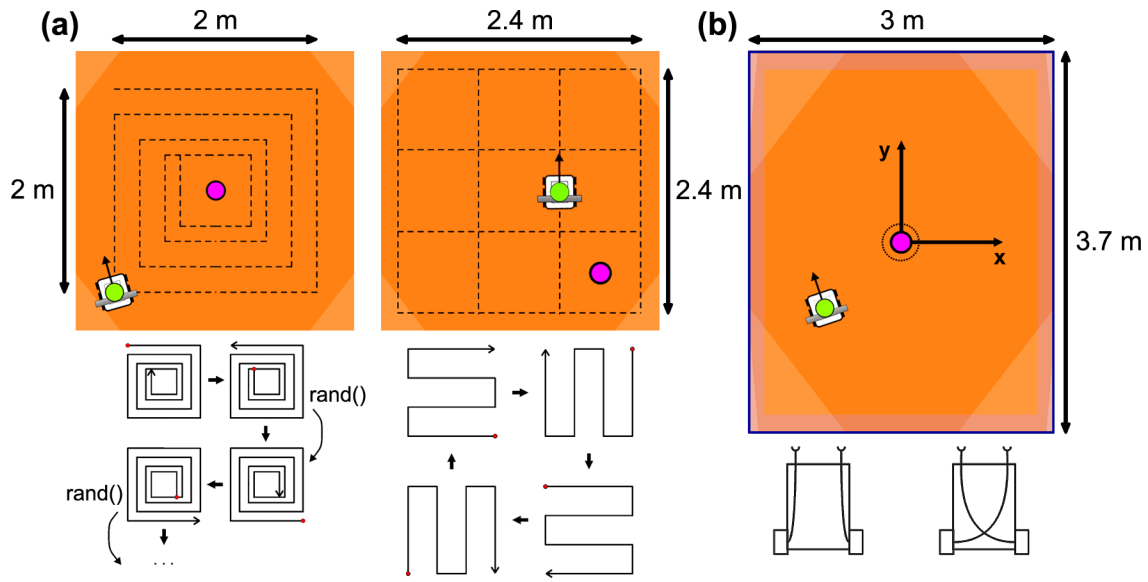 (a)
2 m
2.4 m
(b)
3 m
2 m
2.4 m
y
x
3.7 m
rand()
rand()
. . .